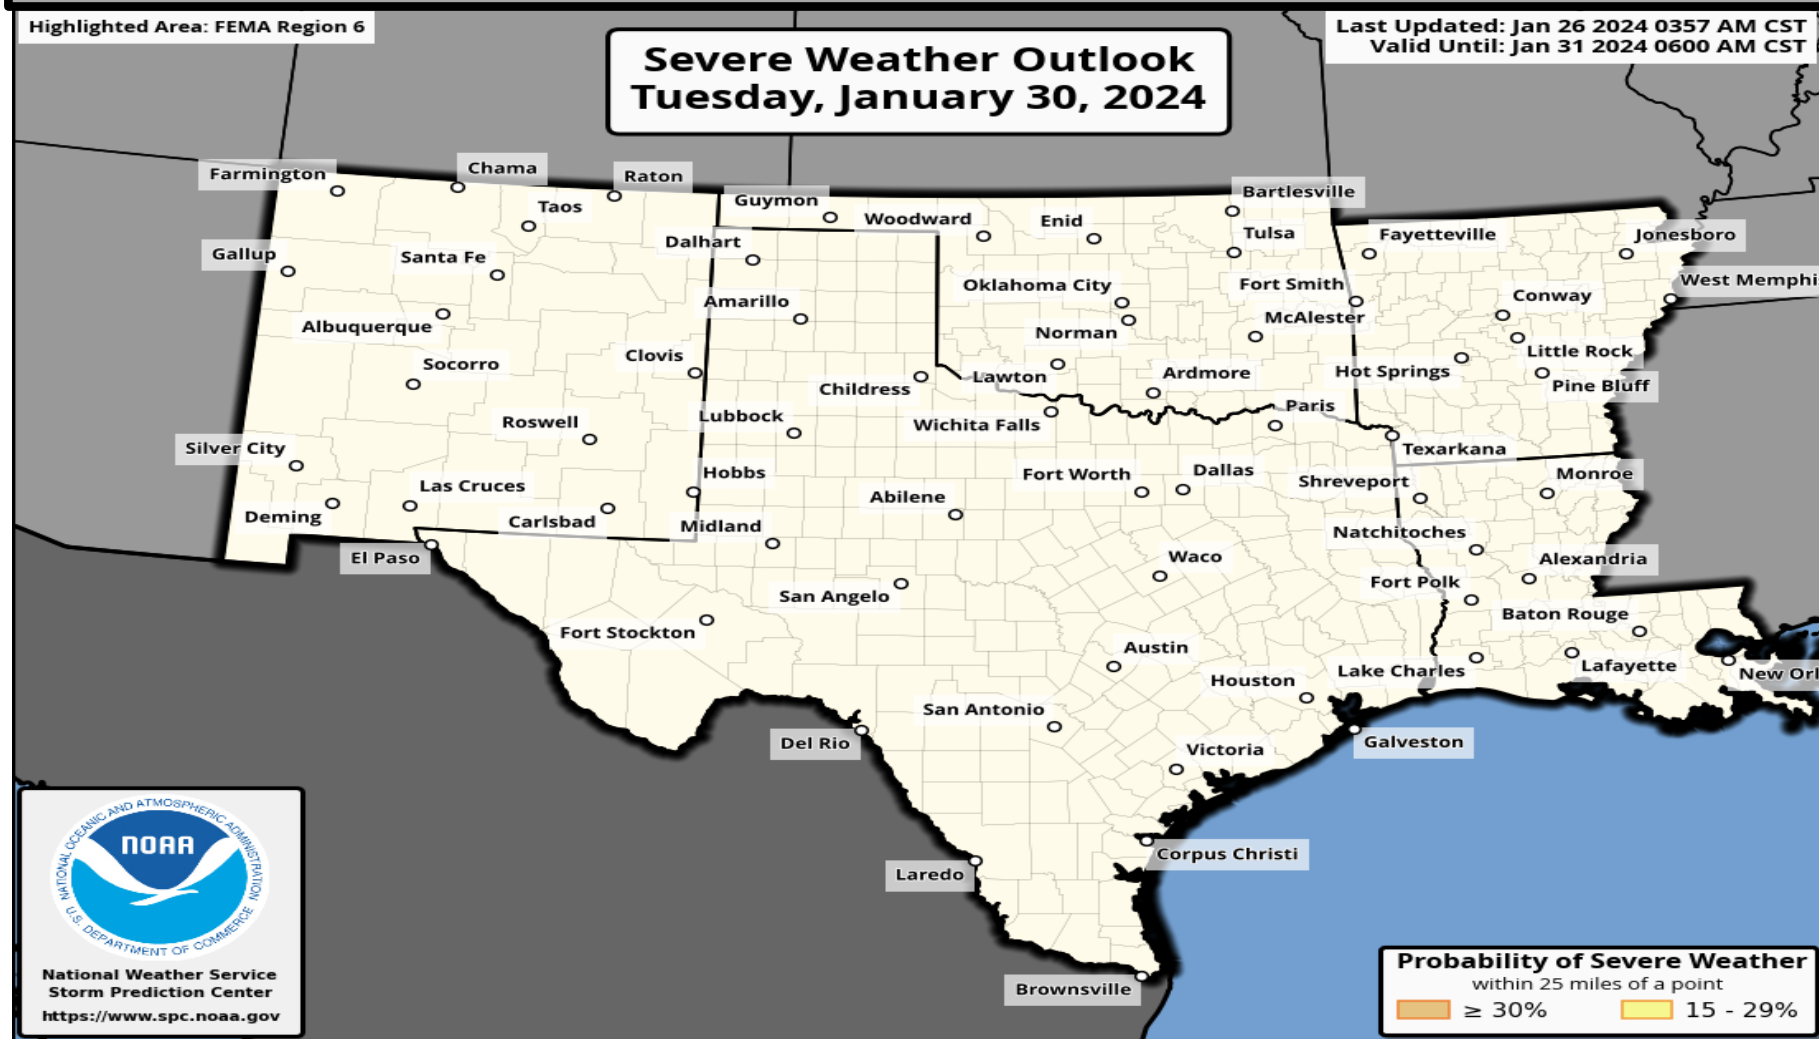 Highlighted Area: FEMA Region 6
Last Updated: Jan 26 2024 0357 AM CST
Valid Until: Jan 31 2024 0600 AM CST
Severe Weather Outlook
Tuesday, January 30, 2024
Farmington
Chama
Raton
Taos
Guymon
Woodward
Enid
Bartlesville
Gallup
Santa Fe
Dalhart
Tulsa
Fayetteville
Jonesboro
Albuquerque
Amarillo
Oklahoma City
Fort Smith
Conway
West Memphi
Norman
McAlester
Socorro
Clovis
Childress
Lawton
Ardmore
Hot Springs
Little Rock
Pine Bluff
Roswell
Lubbock
Wichita Falls
Paris
Silver City
Hobbs
Texarkana
Las Cruces
Abilene
Fort Worth
Dallas
Shreveport
Monroe
Deming
Carlsbad
Midland
Natchitoches
El Paso
Waco
Alexandria
San Angelo
Fort Polk
Fort Stockton
Baton Rouge
Austin
Houston
Lake Charles
Lafayette
New Orl
San Antonio
Del Rio
Victoria
Galveston
Laredo
Corpus Christi
Brownsville
NATIONAL OCEANIC AND ATMOSPHERIC ADMINISTRATION
NOAA
U.S. DEPARTMENT OF COMMERCE
National Weather Service
Storm Prediction Center
https://www.spc.noaa.gov
Probability of Severe Weather
within 25 miles of a point
≥ 30%
15 - 29%